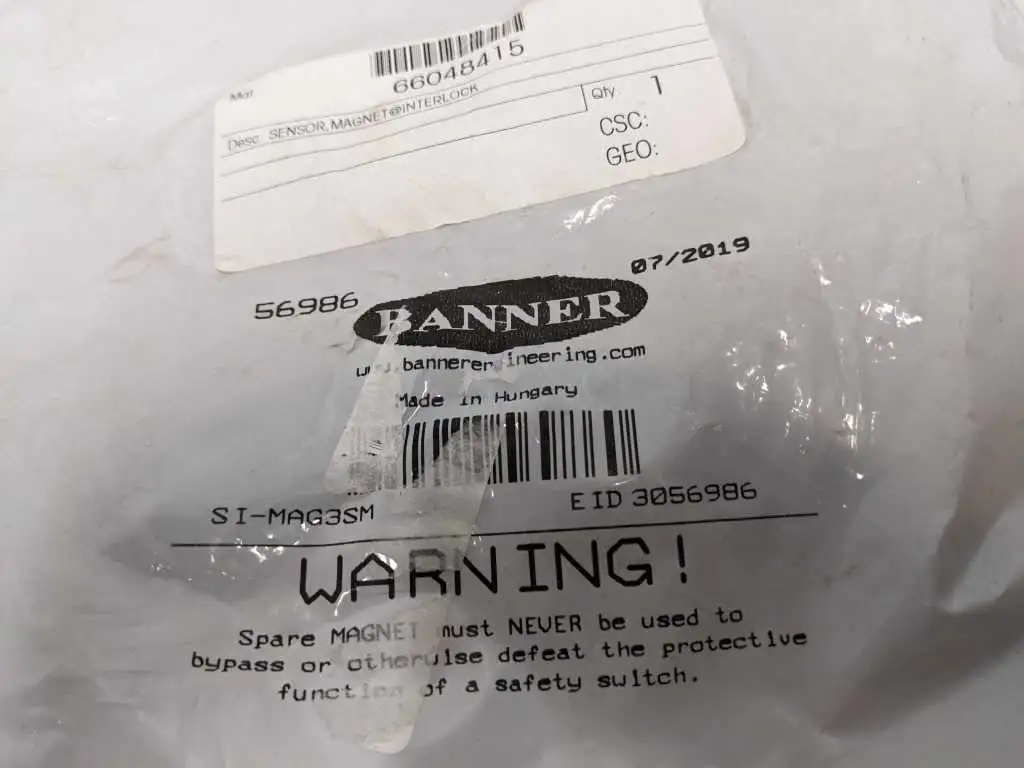 Mat
66048415
Desc SENSOR, MAGNET@INTERLOCK
Qty 1
CSC:
GEO:
56986 BANNER 07/2019
Made in Hungary
SI-MAG3SM EID 3056986
WARNING!
Spare MAGNET must NEVER be used to
bypass or otherwise defeat the protective
function of a safety switch.